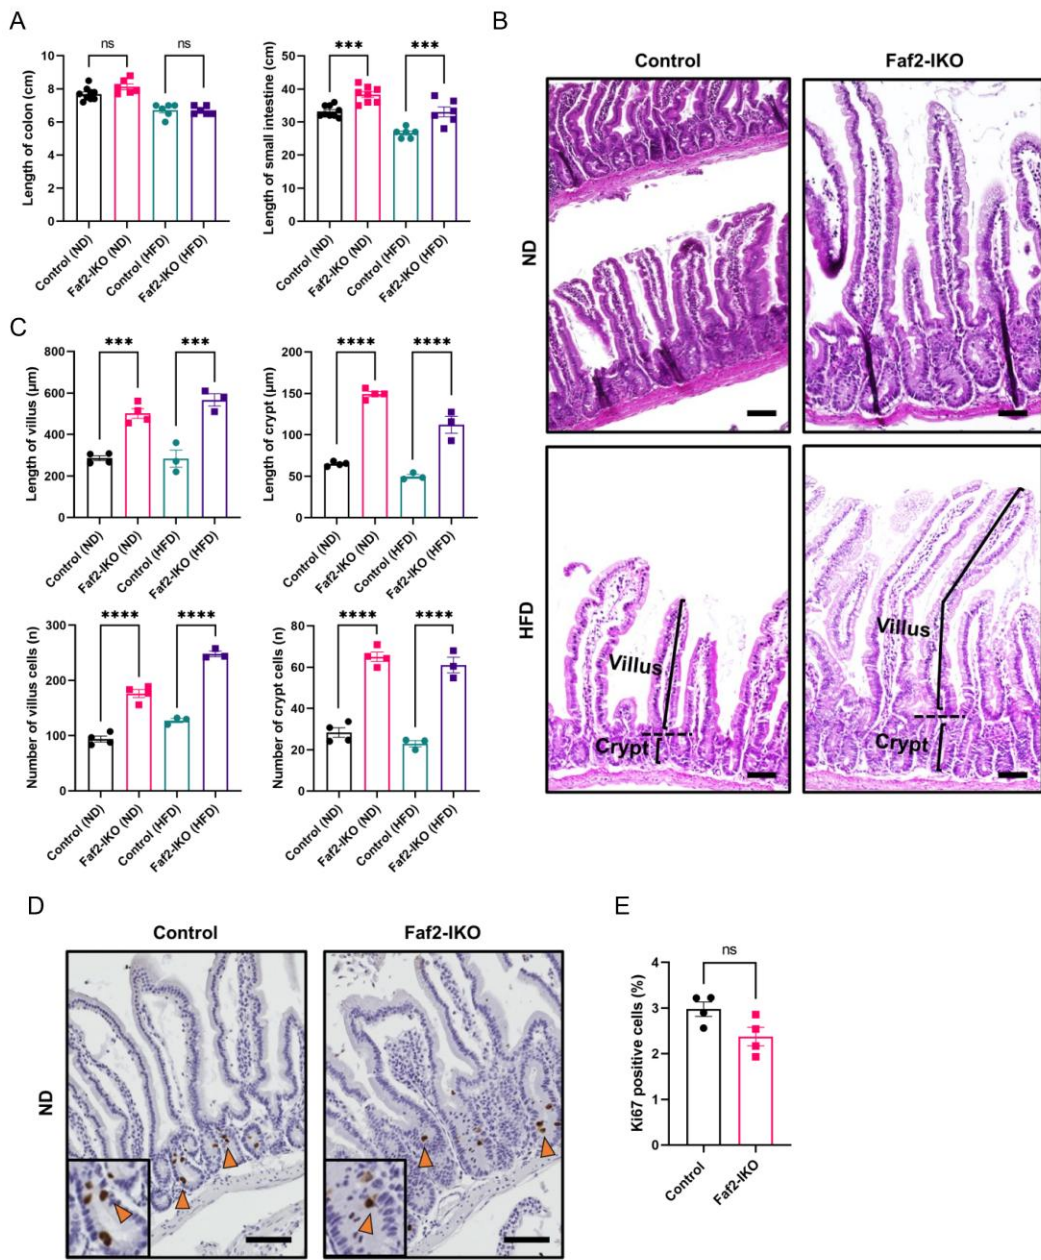 A
ns
ns
Length of colon (cm)
10
8
6
4
2
0
Control (ND)
Faf2-IKO (ND)
Control (HFD)
Faf2-IKO (HFD)
***
***
Length of small intestine (cm)
50
40
30
20
10
0
Control (ND)
Faf2-IKO (ND)
Control (HFD)
Faf2-IKO (HFD)
B
Control
Faf2-IKO
ND
HFD
Villus
Crypt
Villus
Crypt
C
***
***
Length of villus (μm)
800
600
400
200
0
Control (ND)
Faf2-IKO (ND)
Control (HFD)
Faf2-IKO (HFD)
****
****
Length of crypt (μm)
200
150
100
50
0
Control (ND)
Faf2-IKO (ND)
Control (HFD)
Faf2-IKO (HFD)
****
****
Number of villus cells (n)
300
200
100
0
Control (ND)
Faf2-IKO (ND)
Control (HFD)
Faf2-IKO (HFD)
****
****
Number of crypt cells (n)
80
60
40
20
0
Control (ND)
Faf2-IKO (ND)
Control (HFD)
Faf2-IKO (HFD)
D
Control
Faf2-IKO
ND
E
ns
Ki67 positive cells (%)
4
3
2
1
0
Control
Faf2-IKO